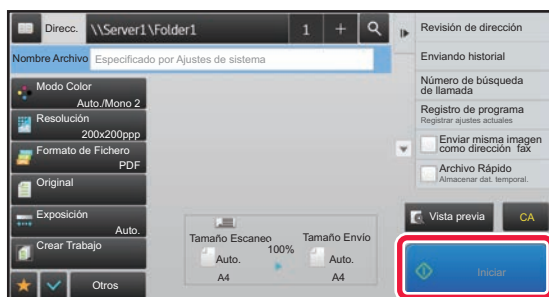 Direcc. \\Server1\Folder1 1 +
Nombre Archivo Especificado por Ajustes de sistema
Modo Color
Auto./Mono 2
Resolución
200x200ppp
Formato de Fichero
PDF
Original
Exposición
Auto.
Crear Trabajo
Otros
Tamaño Escaneo
100%
Tamaño Envío
Auto.
Auto.
A4
A4
Revisión de dirección
Enviando historial
Número de búsqueda
de llamada
Registro de programa
Registrar ajustes actuales
Enviar misma imagen
como dirección fax
Archivo Rápido
Almacenar dat. temporal.
Vista previa
CA
Iniciar